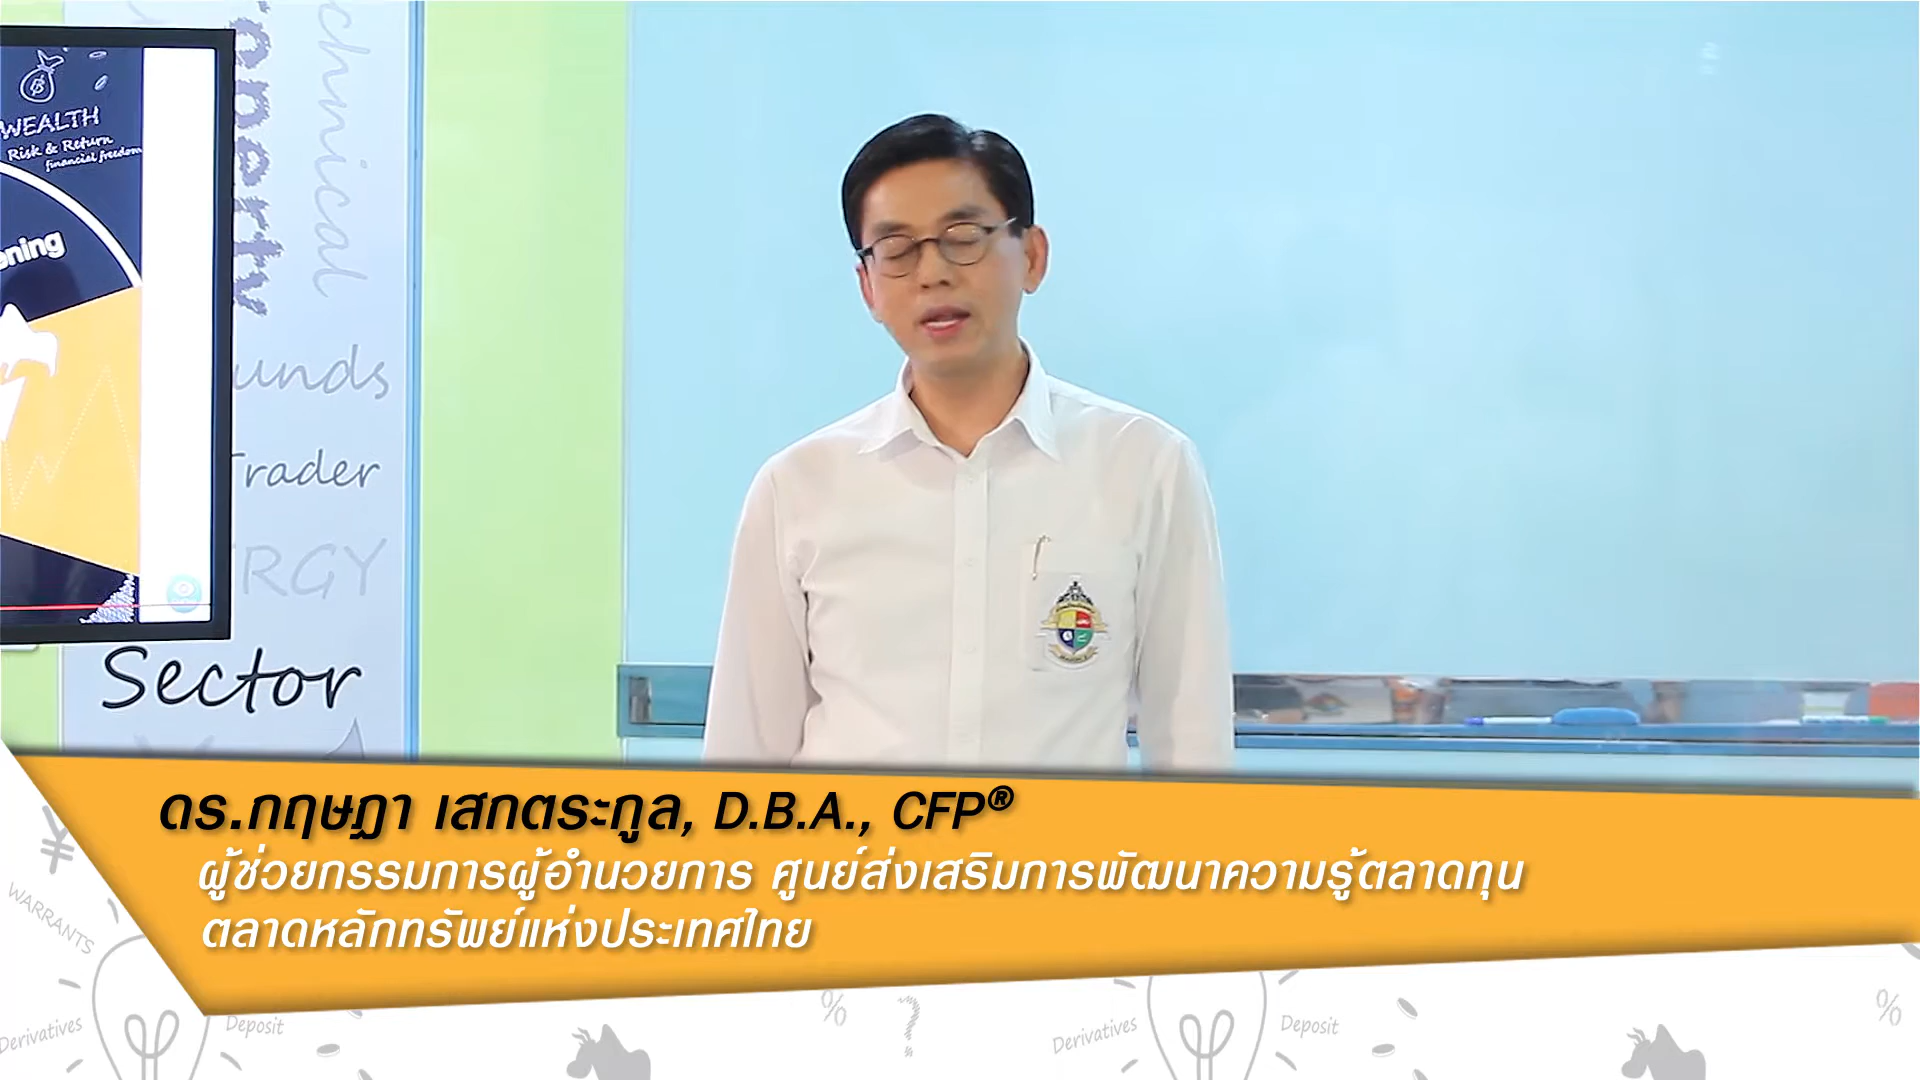 WEALTH
Risk & Return
financial freedom
chnical
perty
unds
Trader
RGY
Sector
ดร.กฤษฎา เสกตระกูล, D.B.A., CFP®
ผู้ช่วยกรรมการผู้อำนวยการ ศูนย์ส่งเสริมการพัฒนาความรู้ตลาดทุน
ตลาดหลักทรัพย์แห่งประเทศไทย
WARRANTS
Derivatives
Deposit
%
?
Derivatives
Deposit
%